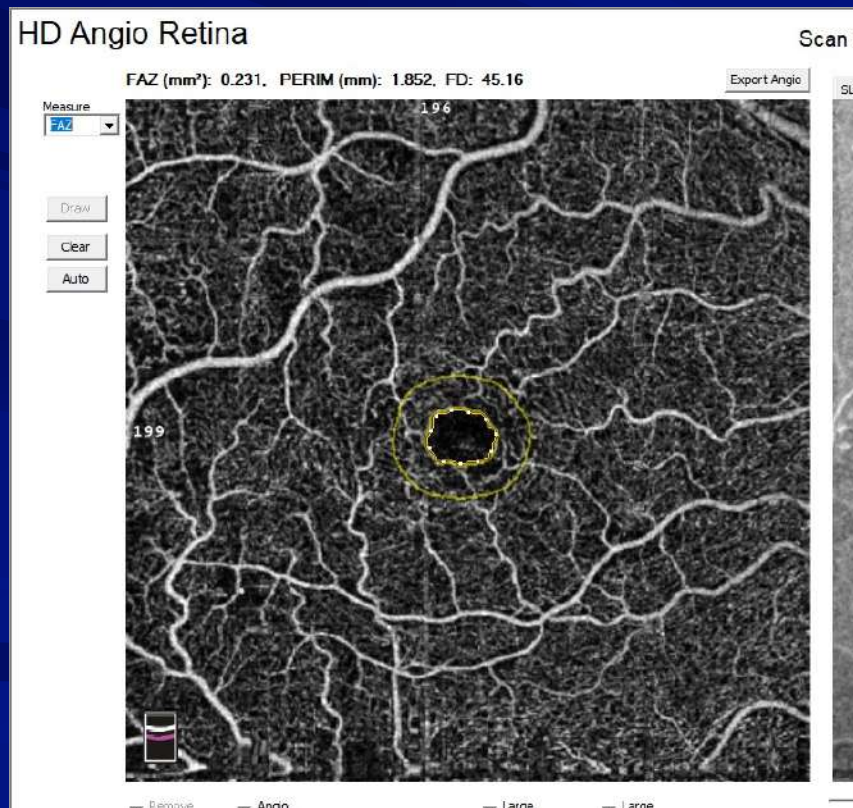 HD Angio Retina
Scan
FAZ (mm²): 0.231, PERIM (mm): 1.852, FD: 45.16
Export Angio
SL
Measure
FAZ
196
Draw
Clear
Auto
199
Remove
Angio
Large
Large